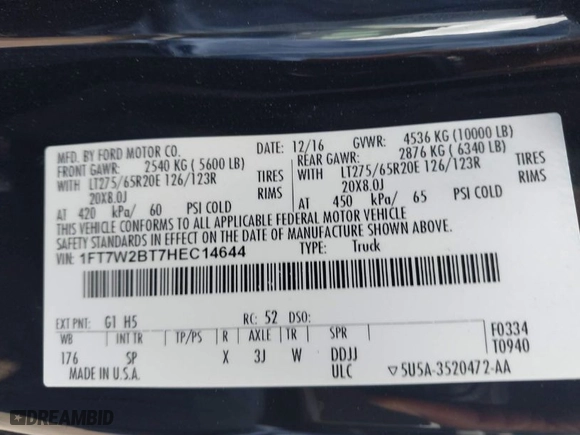 MFD. BY FORD MOTOR CO.
DATE: 12/16 GVWR: 4536 KG (10000 LB)
FRONT GAWR: 2540 KG (5600 LB) REAR GAWR: 2876 KG (6340 LB)
WITH LT275/65R20E 126/123R TIRES WITH LT275/65R20E 126/123R TIRES
20X8.0J RIMS 20X8.0J RIMS
AT 420 kPa/ 60 PSI COLD AT 450 kPa/ 65 PSI COLD
THIS VEHICLE CONFORMS TO ALL APPLICABLE FEDERAL MOTOR VEHICLE
SAFETY STANDARDS IN EFFECT ON THE DATE OF MANUFACTURE SHOWN ABOVE.
VIN: 1FT7W2BT7HEC14644 TYPE: Truck
EXT PNT: G1 H5 RC: 52 DSO:
WB INT TR TP/PS R AXLE TR SPR F0334
176 SP X 3J W DDJJ T0940
MADE IN U.S.A. ULC ▽5U5A-3520472-AA
DREAMBID